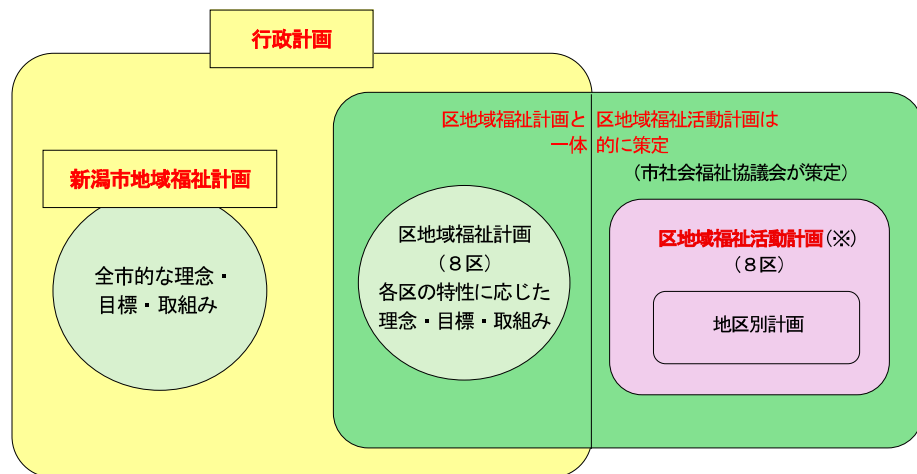 行政計画
区地域福祉計画と 区地域福祉活動計画は
一体 的に策定
(市社会福祉協議会が策定)
新潟市地域福祉計画
全市的な理念・
目標・取組み
区地域福祉計画
(8区)
各区の特性に応じた
理念・目標・取組み
区地域福祉活動計画(※)
(8区)
地区別計画